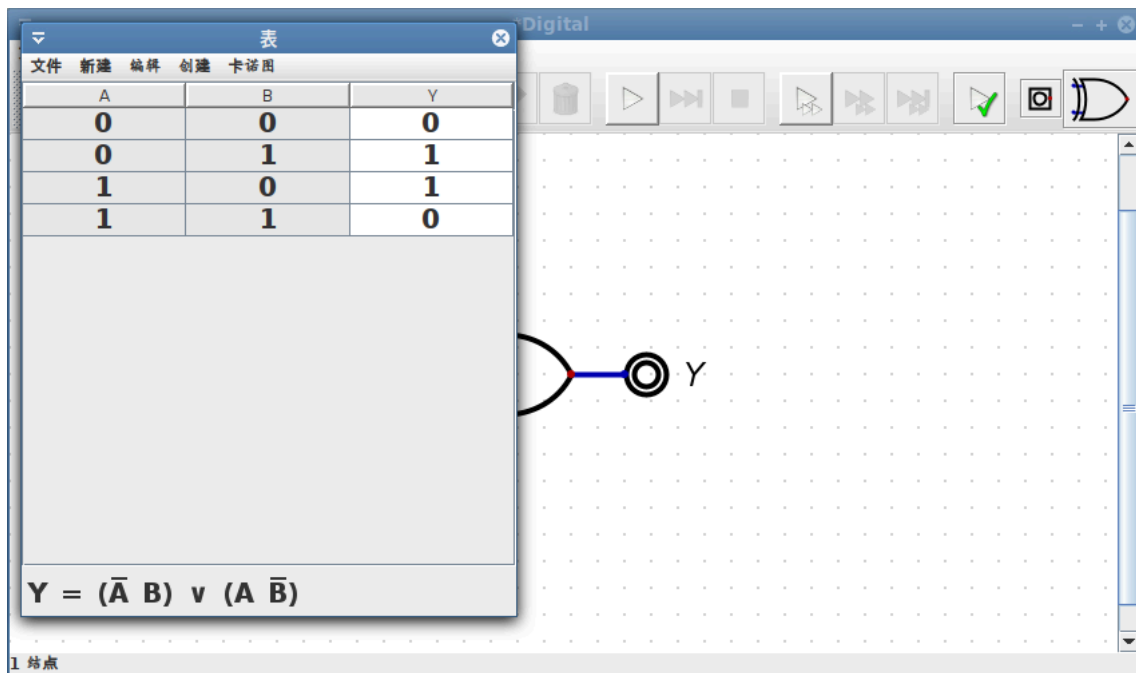 *Digital
表
文件 新建 编辑 创建 卡诺图
A B Y
0 0 0
0 1 1
1 0 1
1 1 0
Y
Y = (A̅ B) ∨ (A B̅)
1 结点